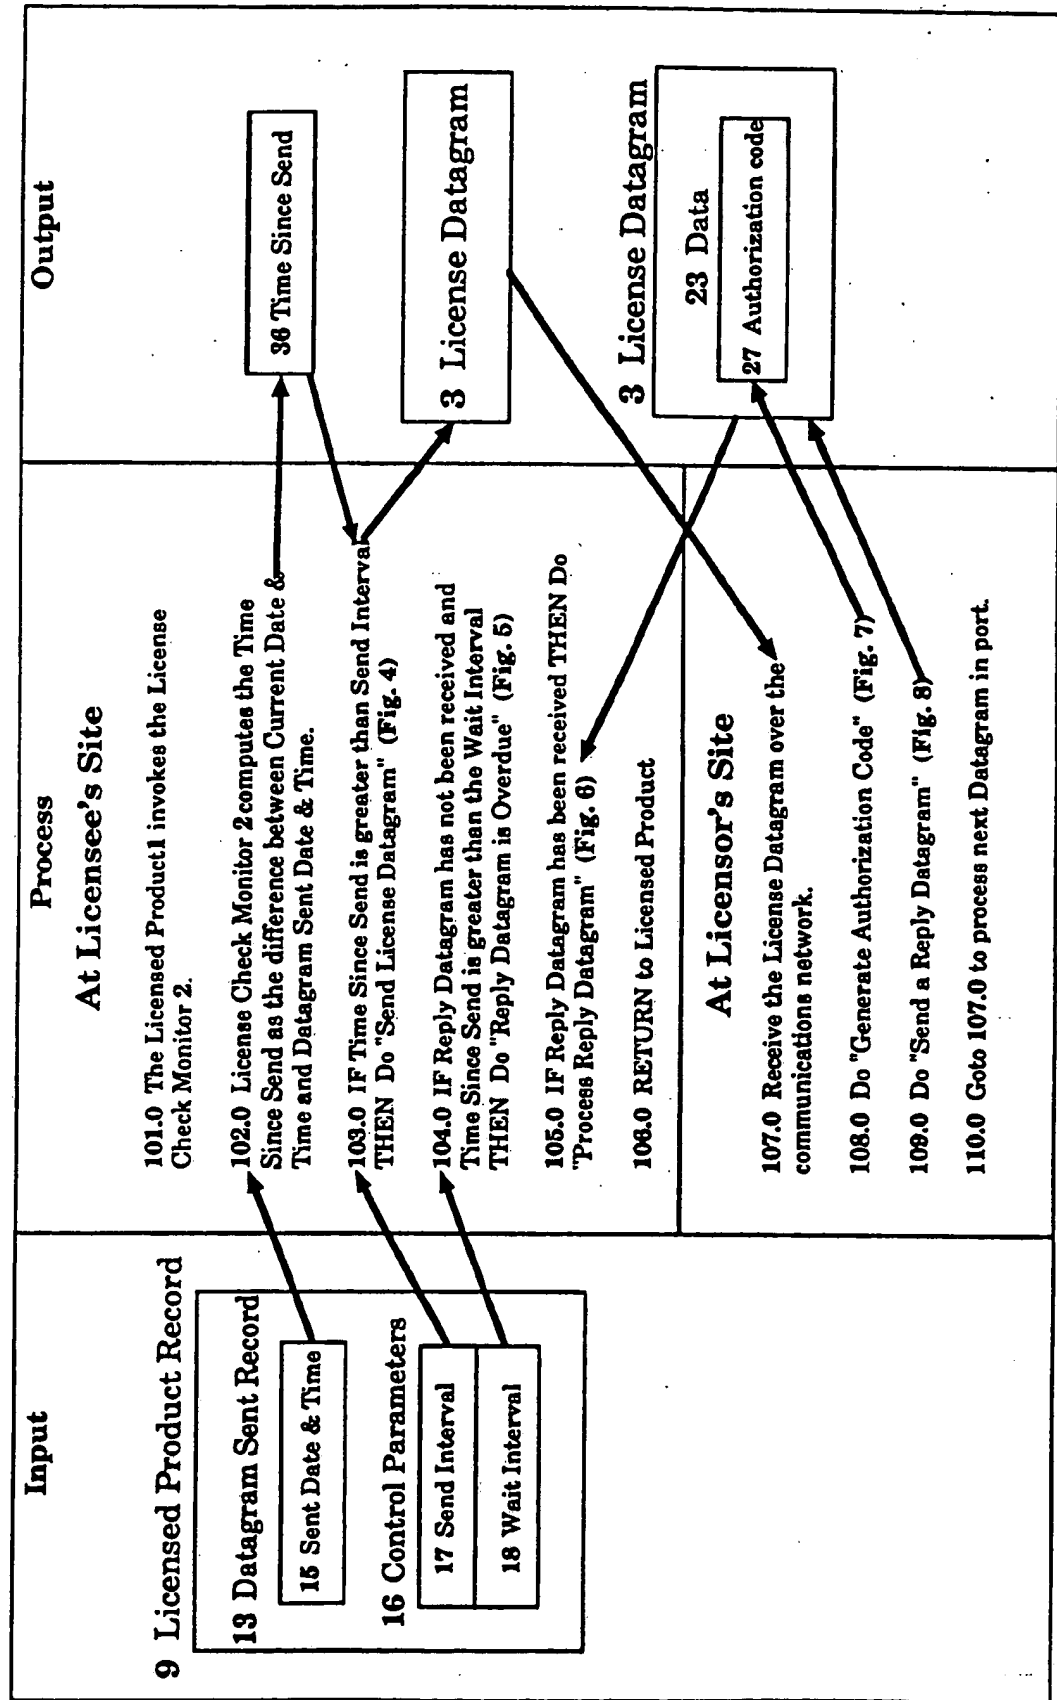 Input
Process
Output
9 Licensed Product Record
13 Datagram Sent Record
15 Sent Date & Time
16 Control Parameters
17 Send Interval
18 Wait Interval
At Licensee's Site
101.0 The Licensed Product1 invokes the License
Check Monitor 2.
102.0 License Check Monitor 2 computes the Time
Since Send as the difference between Current Date &
Time and Datagram Sent Date & Time.
103.0 IF Time Since Send is greater than Send Interval
THEN Do "Send License Datagram" (Fig. 4)
104.0 IF Reply Datagram has not been received and
Time Since Send is greater than the Wait Interval
THEN Do "Reply Datagram is Overdue" (Fig. 5)
105.0 IF Reply Datagram has been received THEN Do
"Process Reply Datagram" (Fig. 6)
106.0 RETURN to Licensed Product
At Licensor's Site
107.0 Receive the License Datagram over the
communications network.
108.0 Do "Generate Authorization Code" (Fig. 7)
109.0 Do "Send a Reply Datagram" (Fig. 8)
110.0 Goto 107.0 to process next Datagram in port.
36 Time Since Send
3 License Datagram
3 License Datagram
23 Data
27 Authorization code